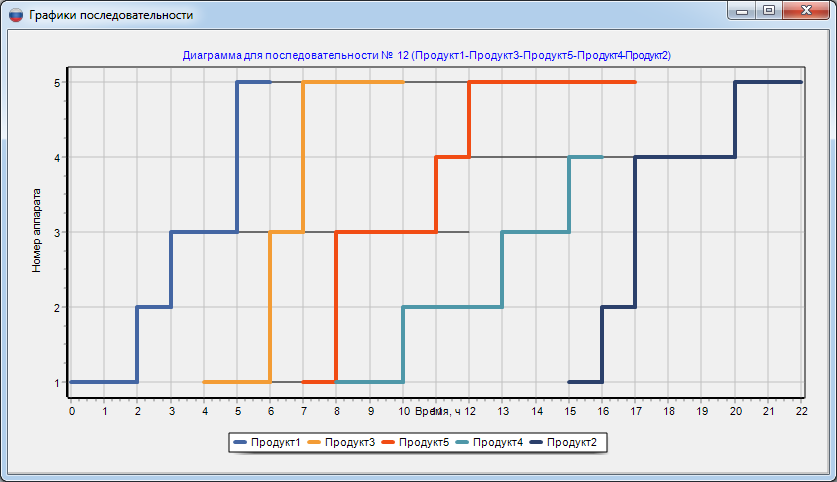 Графики последовательности
Диаграмма для последовательности № 12 (Продукт1-Продукт3-Продукт5-Продукт4-Продукт2)
Номер аппарата
5
4
3
2
1
0 1 2 3 4 5 6 7 8 9 10 11 12 13 14 15 16 17 18 19 20 21 22
Время, ч
Продукт1 Продукт3 Продукт5 Продукт4 Продукт2